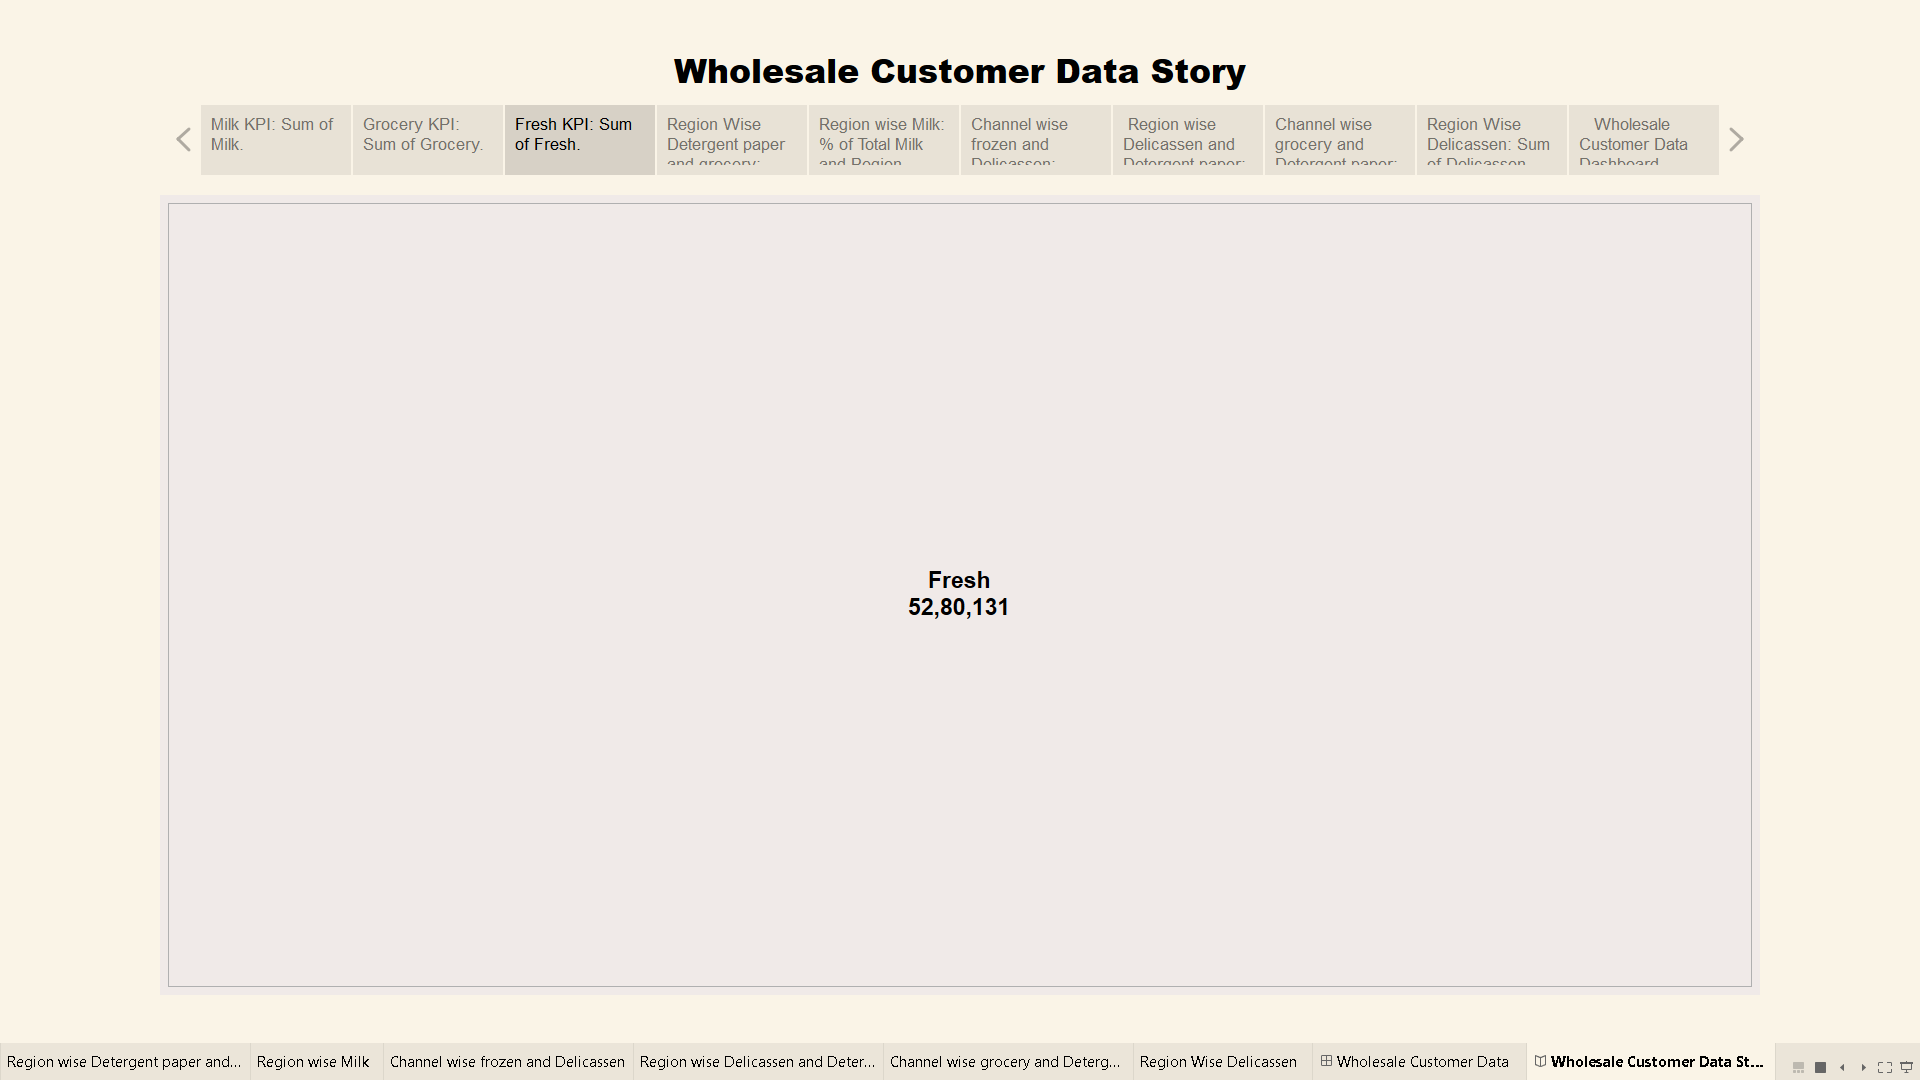 Wholesale Customer Data Story
Milk KPI: Sum of
Milk.
Grocery KPI:
Sum of Grocery.
Fresh KPI: Sum
of Fresh.
Region Wise
Detergent paper
and grocery:
Region wise Milk:
% of Total Milk
and Region
Channel wise
frozen and
Delicassen:
Region wise
Delicassen and
Detergent paper:
Channel wise
grocery and
Detergent paper:
Region Wise
Delicassen: Sum
of Delicassen
Wholesale
Customer Data
Dashboard
Fresh
52,80,131
Region wise Detergent paper and...
Region wise Milk
Channel wise frozen and Delicassen
Region wise Delicassen and Deter...
Channel wise grocery and Deterg...
Region Wise Delicassen
Wholesale Customer Data
Wholesale Customer Data St...